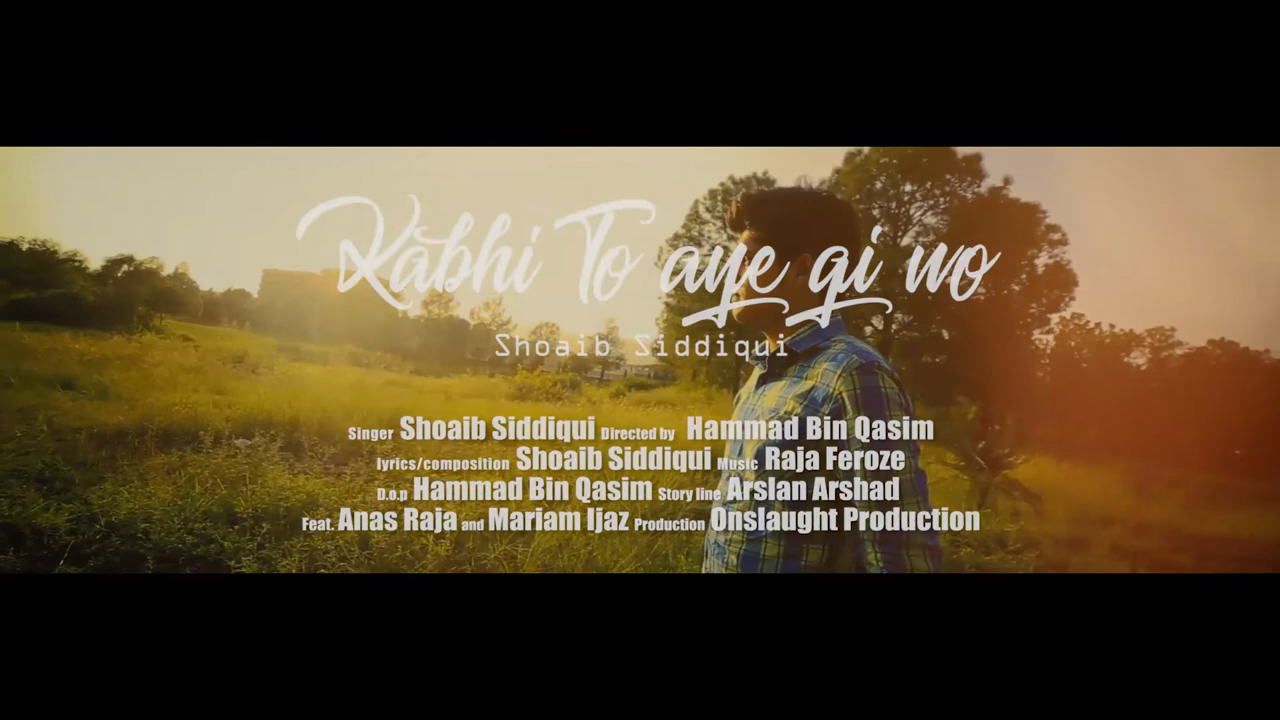 Kabhi To aye gi wo
Shoaib Siddiqui
Singer Shoaib Siddiqui Directed by Hammad Bin Qasim
lyrics/composition Shoaib Siddiqui Music Raja Feroze
D.o.p Hammad Bin Qasim Story line Arslan Arshad
Feat. Anas Raja and Mariam Ijaz Production Onslaught Production